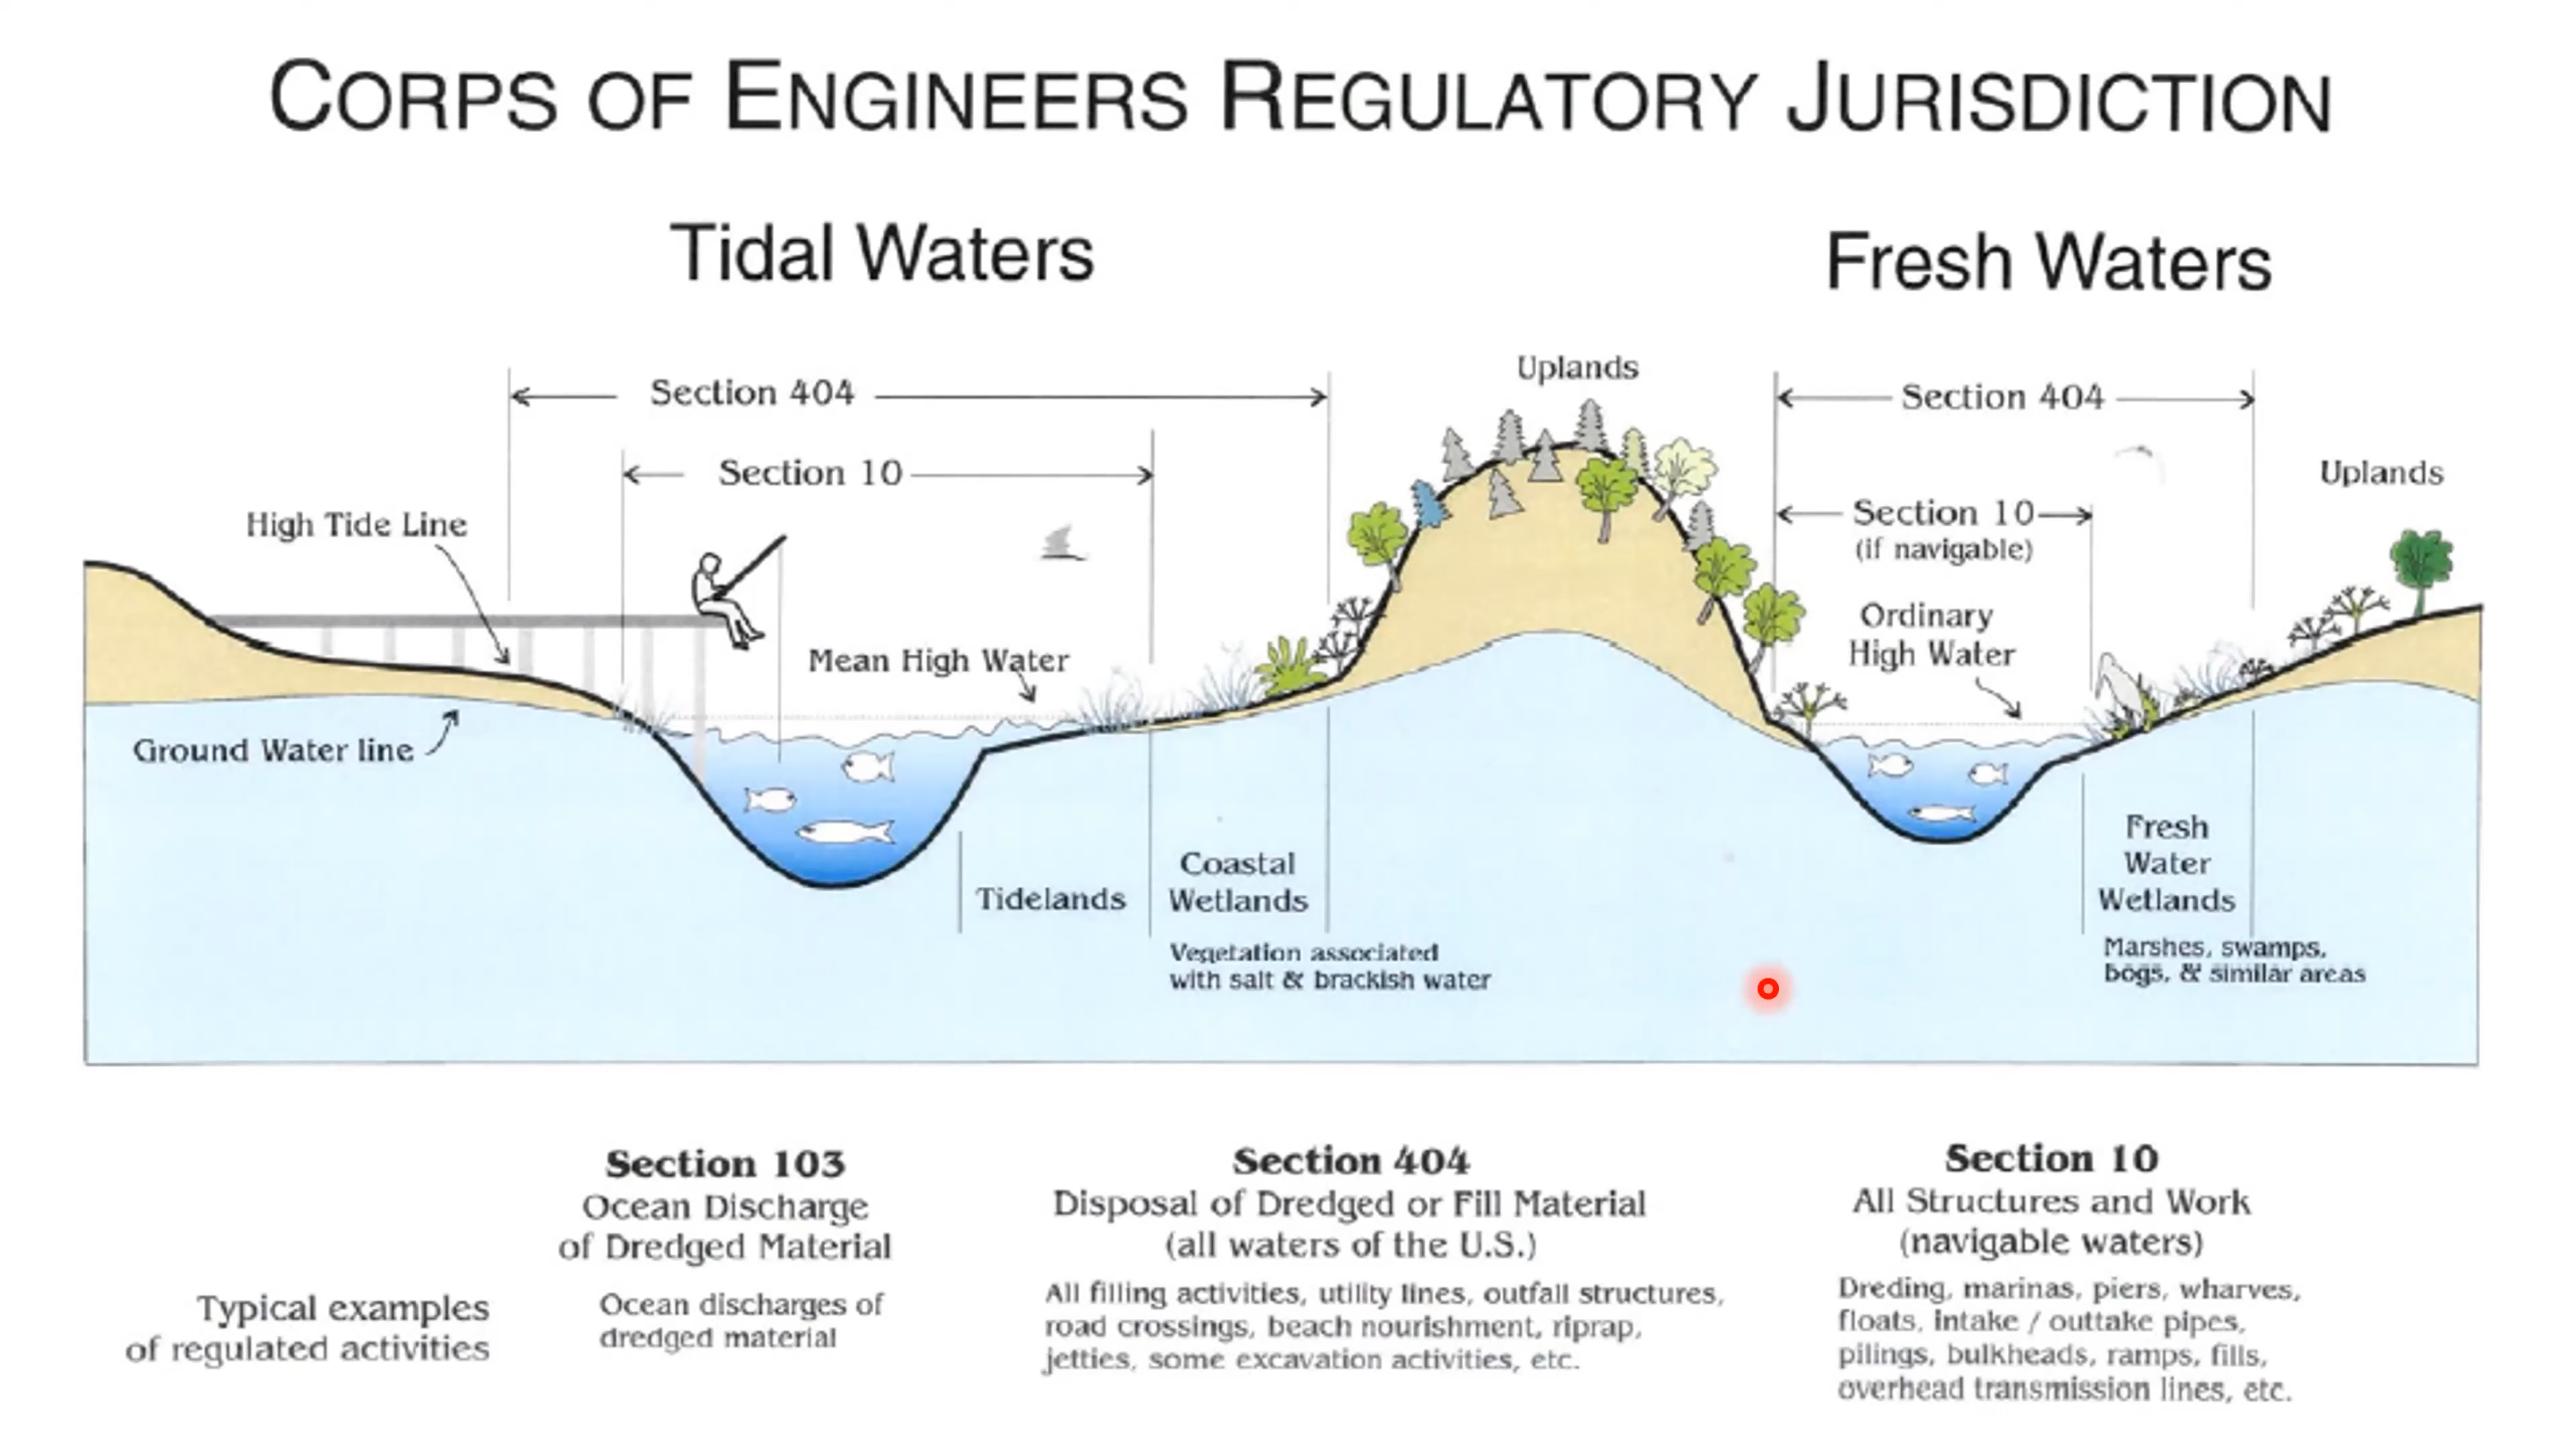 CORPS OF ENGINEERS REGULATORY JURISDICTION
Tidal Waters
Fresh Waters
Uplands
Section 404
Section 404
Section 10
Uplands
Section 10
(if navigable)
High Tide Line
Ordinary
High Water
Mean High Water
Ground Water line
Fresh
Water
Wetlands
Coastal
Wetlands
Tidelands
Vegetation associated
with salt & brackish water
Marshes, swamps,
bogs, & similar areas
Section 103
Ocean Discharge
of Dredged Material
Section 404
Disposal of Dredged or Fill Material
(all waters of the U.S.)
Section 10
All Structures and Work
(navigable waters)
Typical examples
of regulated activities
Ocean discharges of
dredged material
All filling activities, utility lines, outfall structures,
road crossings, beach nourishment, riprap,
jetties, some excavation activities, etc.
Dreding, marinas, piers, wharves,
floats, intake / outtake pipes,
pilings, bulkheads, ramps, fills,
overhead transmission lines, etc.